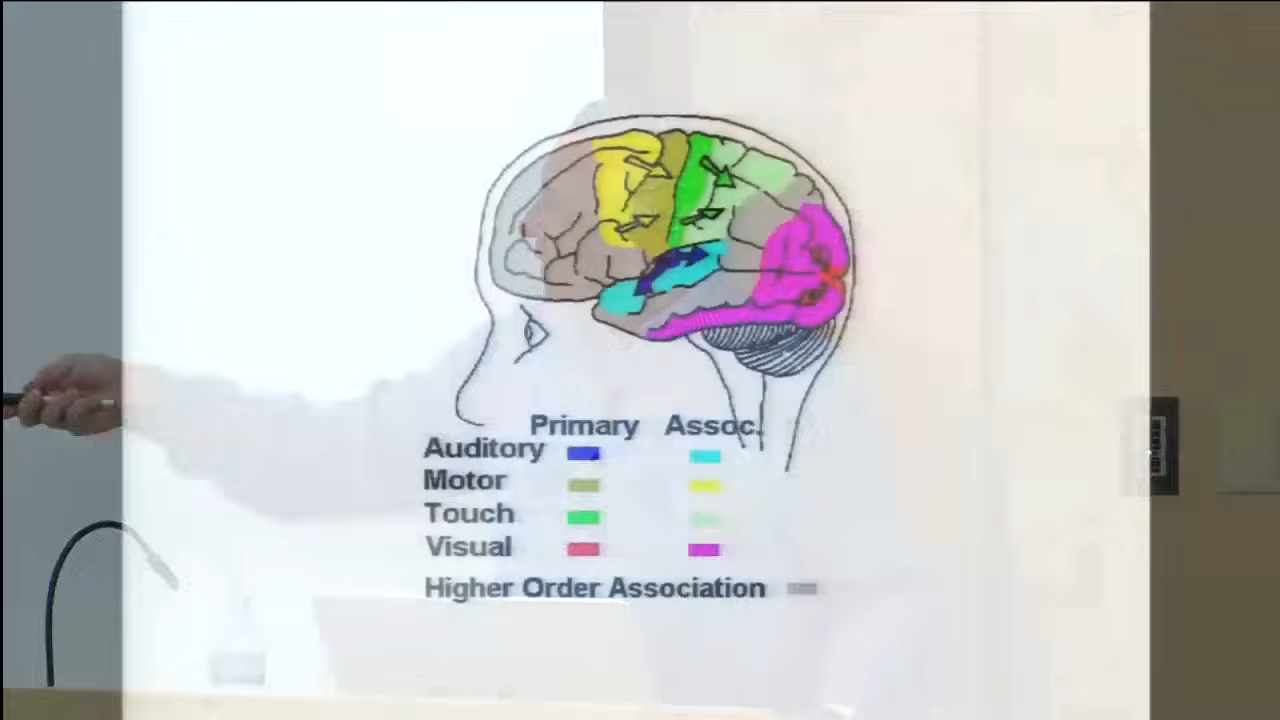 Primary Assoc.
Auditory
Motor
Touch
Visual
Higher Order Association